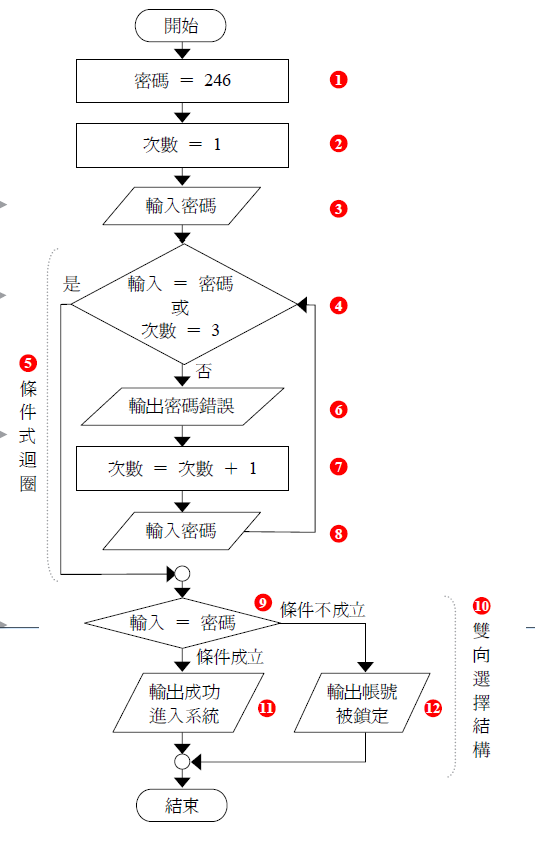 開始
密碼 = 246
❶
次數 = 1
❷
輸入密碼
❸
是
輸入 = 密碼
或
次數 = 3
❹
❺
條件式迴圈
否
輸出密碼錯誤
❻
次數 = 次數 + 1
❼
輸入密碼
❽
輸入 = 密碼
❾
條件不成立
❿
雙向選擇結構
條件成立
輸出成功
進入系統
⓫
輸出帳號
被鎖定
⓬
結束